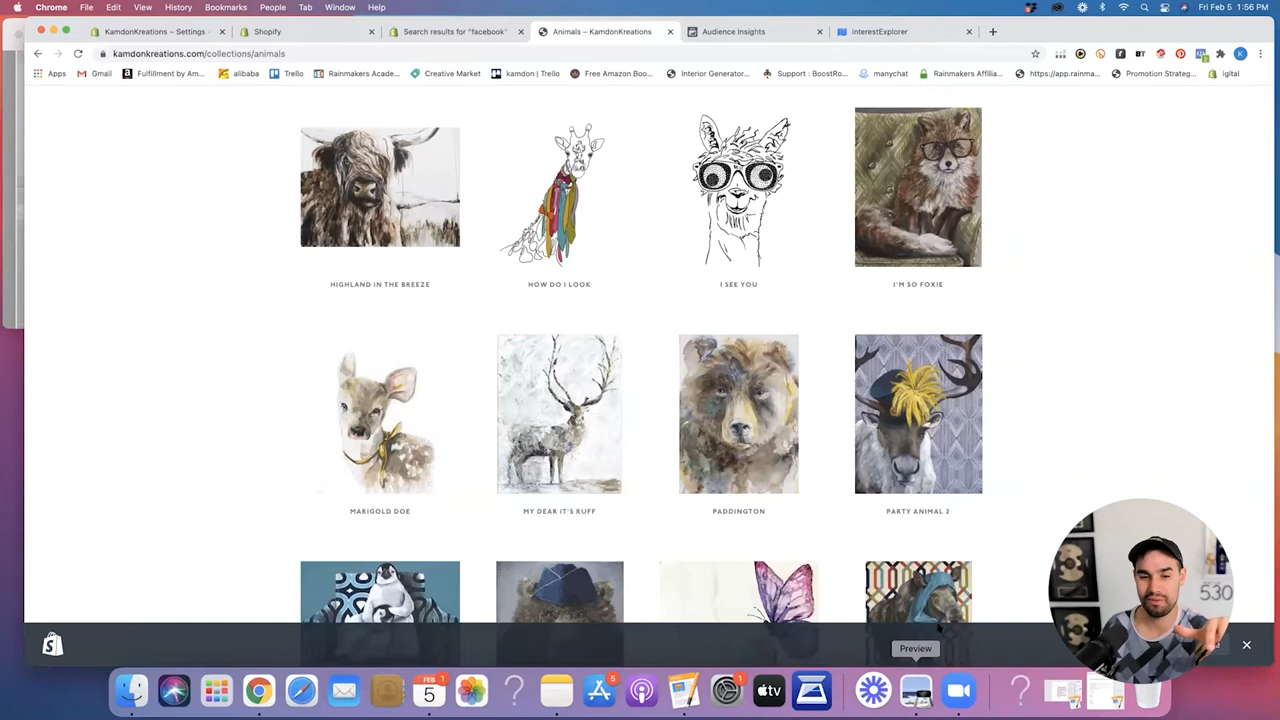 Chrome File Edit View History Bookmarks People Tab Window Help
Fri Feb 5 1:56 PM
KamdonKreations ~ Settings
Shopify
Search results for "facebook"
Animals – KamdonKreations
Audience Insights
InterestExplorer
kamdonkreations.com/collections/animals
Apps
Gmail
Fulfillment by Am...
alibaba
Trello
Rainmakers Acade...
Creative Market
kamdon | Trello
Free Amazon Boo...
Interior Generator...
Support : BoostRo...
manychat
Rainmakers Affilia...
https://app.rainma...
Promotion Strateg...
igital
HIGHLAND IN THE BREEZE
HOW DO I LOOK
I SEE YOU
I'M SO FOXIE
MARIGOLD DOE
MY DEAR IT'S RUFF
PADDINGTON
PARTY ANIMAL 2
530
Preview
FEB
5